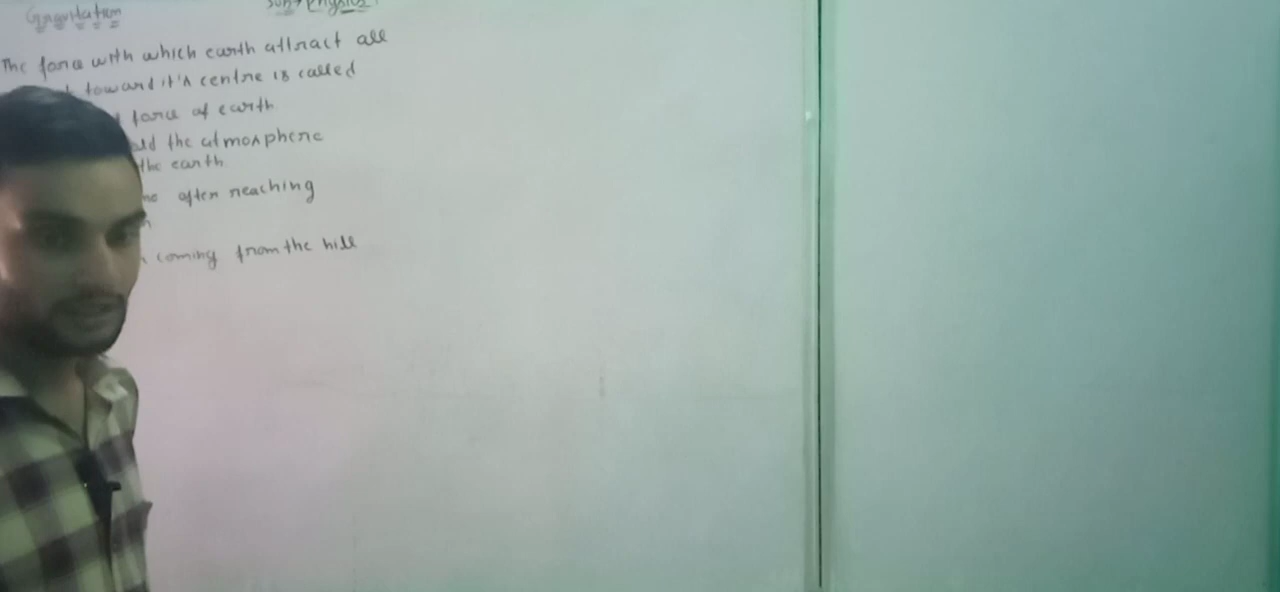 Gravitation
Sub → Physics
The force with which earth attract all
toward it's centre is called
force of earth
the atmosphere
the earth
after reaching
coming from the hill